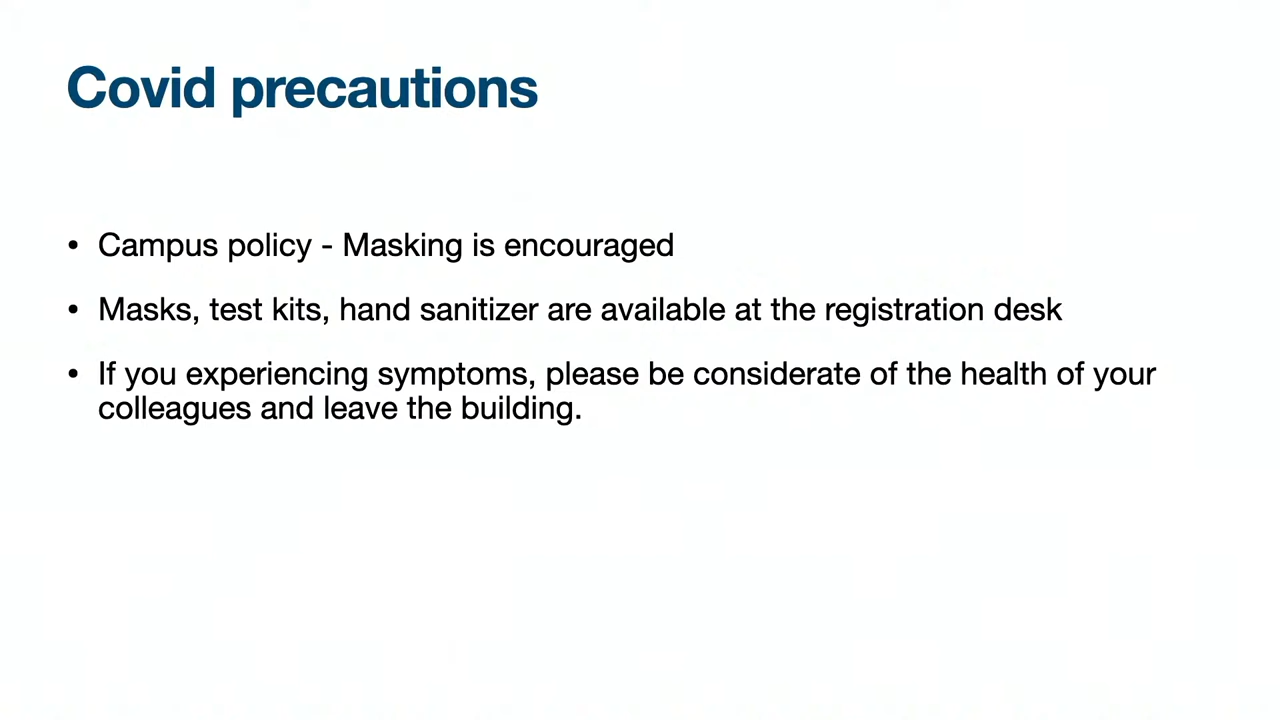 Covid precautions
• Campus policy - Masking is encouraged
• Masks, test kits, hand sanitizer are available at the registration desk
• If you experiencing symptoms, please be considerate of the health of your
colleagues and leave the building.